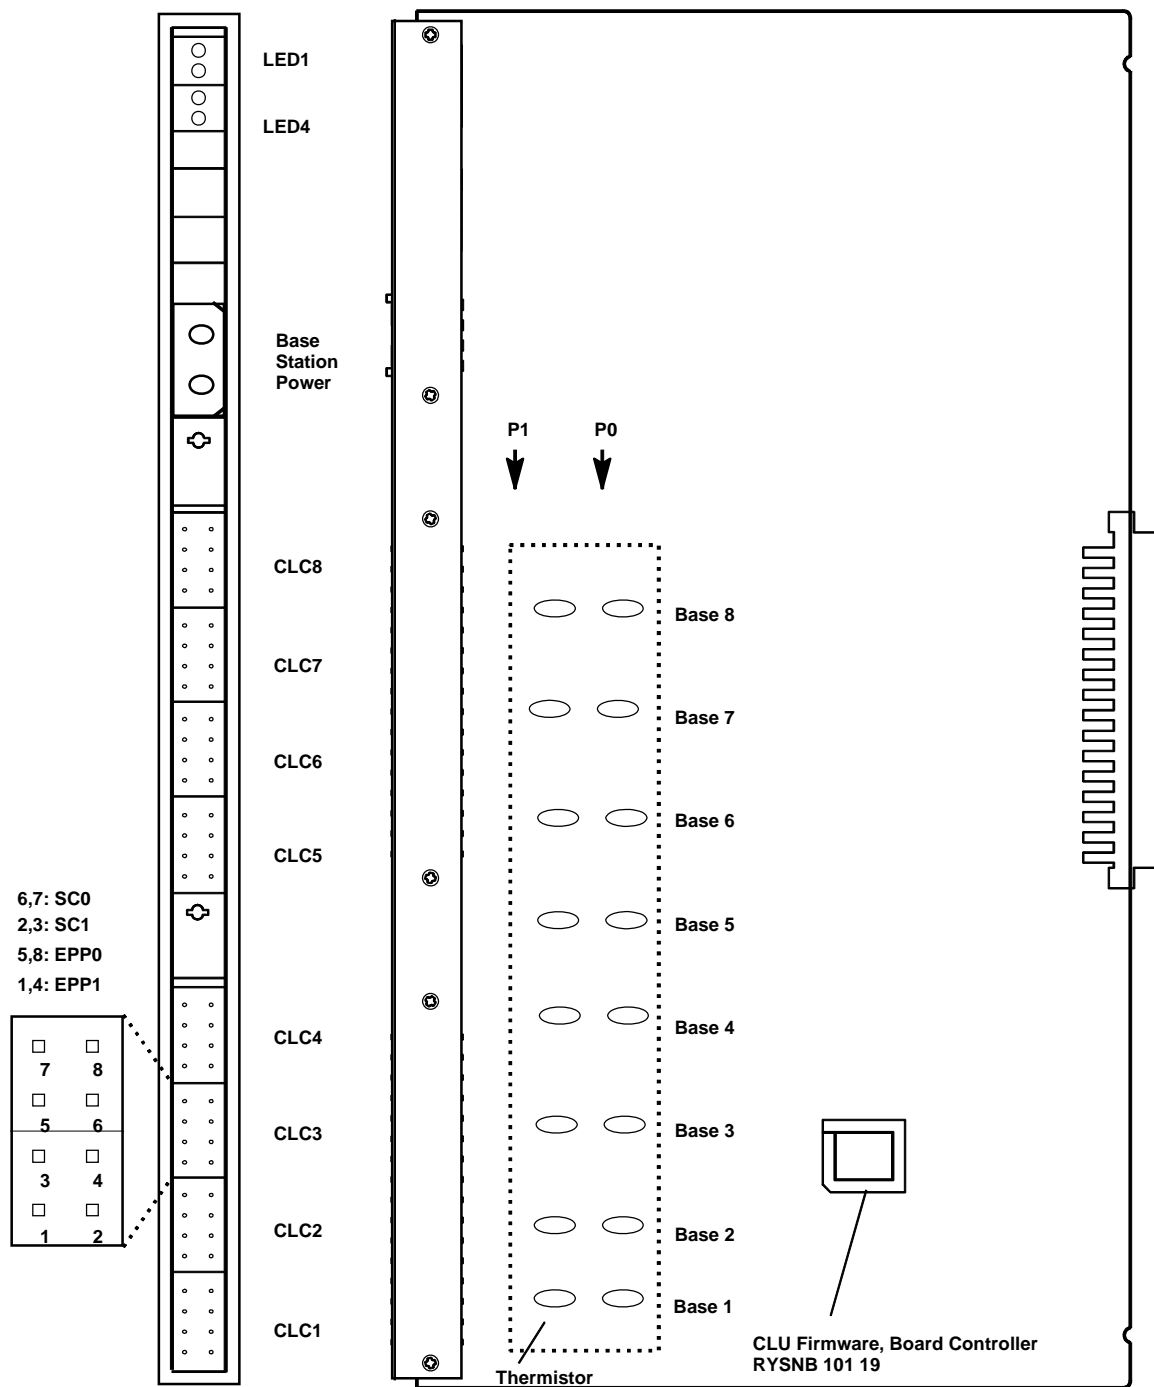 LED1
LED4
Base
Station
Power
P1 P0
CLC8
Base 8
CLC7
Base 7
CLC6
Base 6
CLC5
Base 5
6,7: SC0
2,3: SC1
5,8: EPP0
1,4: EPP1
CLC4
Base 4
7 8
5 6
3 4
1 2
CLC3
Base 3
CLC2
Base 2
CLC1
Base 1
Thermistor
CLU Firmware, Board Controller
RYSNB 101 19